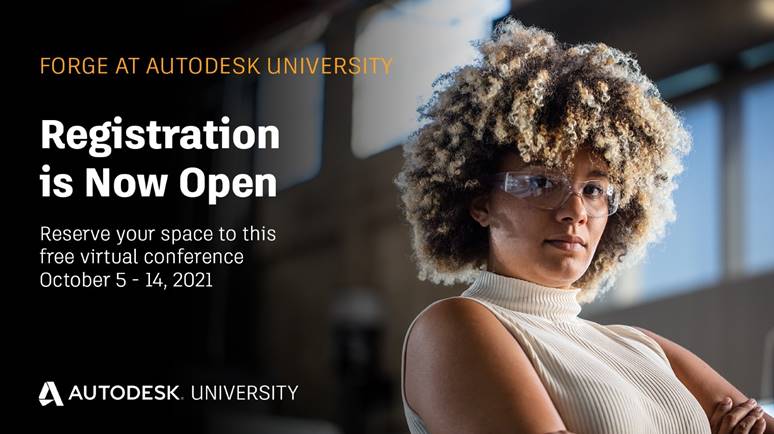 FORGE AT AUTODESK UNIVERSITY
Registration
is Now Open
Reserve your space to this
free virtual conference
October 5 - 14, 2021
AUTODESK® UNIVERSITY